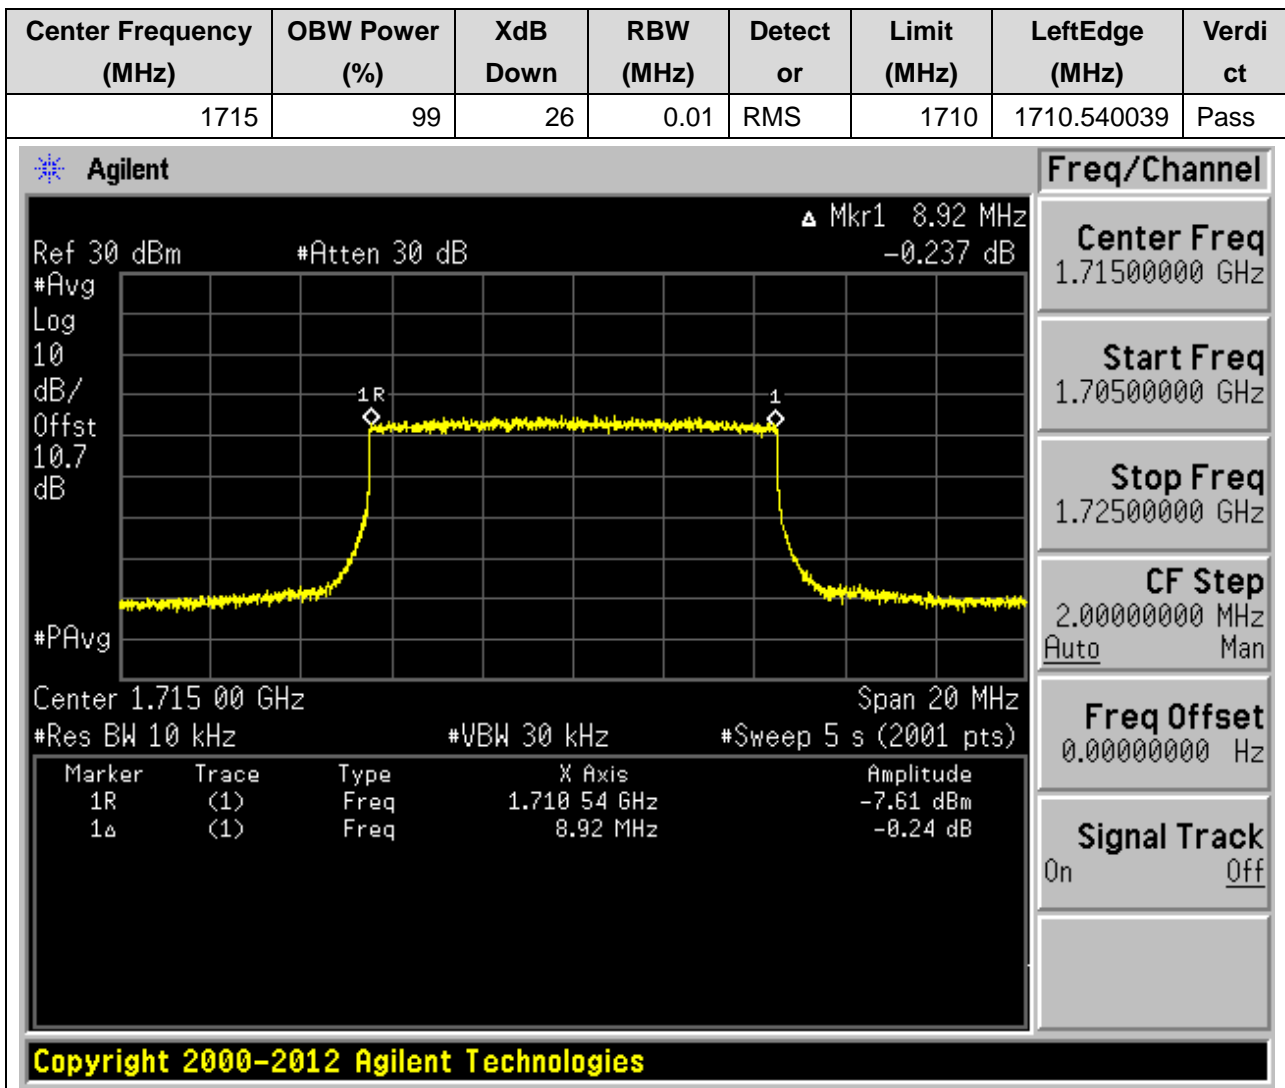 Center Frequency (MHz) OBW Power (%) XdB Down RBW (MHz) Detect or Limit (MHz) LeftEdge (MHz) Verdi ct
1715 99 26 0.01 RMS 1710 1710.540039 Pass
Agilent
Freq/Channel
Δ Mkr1 8.92 MHz
Ref 30 dBm #Atten 30 dB -0.237 dB
#Avg
Log
10
dB/
Offst
10.7
dB
#PAvg
1R
1
Center 1.715 00 GHz Span 20 MHz
#Res BW 10 kHz #VBW 30 kHz #Sweep 5 s (2001 pts)
Marker Trace Type X Axis Amplitude
1R (1) Freq 1.710 54 GHz -7.61 dBm
1Δ (1) Freq 8.92 MHz -0.24 dB
Center Freq
1.71500000 GHz
Start Freq
1.70500000 GHz
Stop Freq
1.72500000 GHz
CF Step
2.00000000 MHz
Auto Man
Freq Offset
0.00000000 Hz
Signal Track
On Off
Copyright 2000-2012 Agilent Technologies